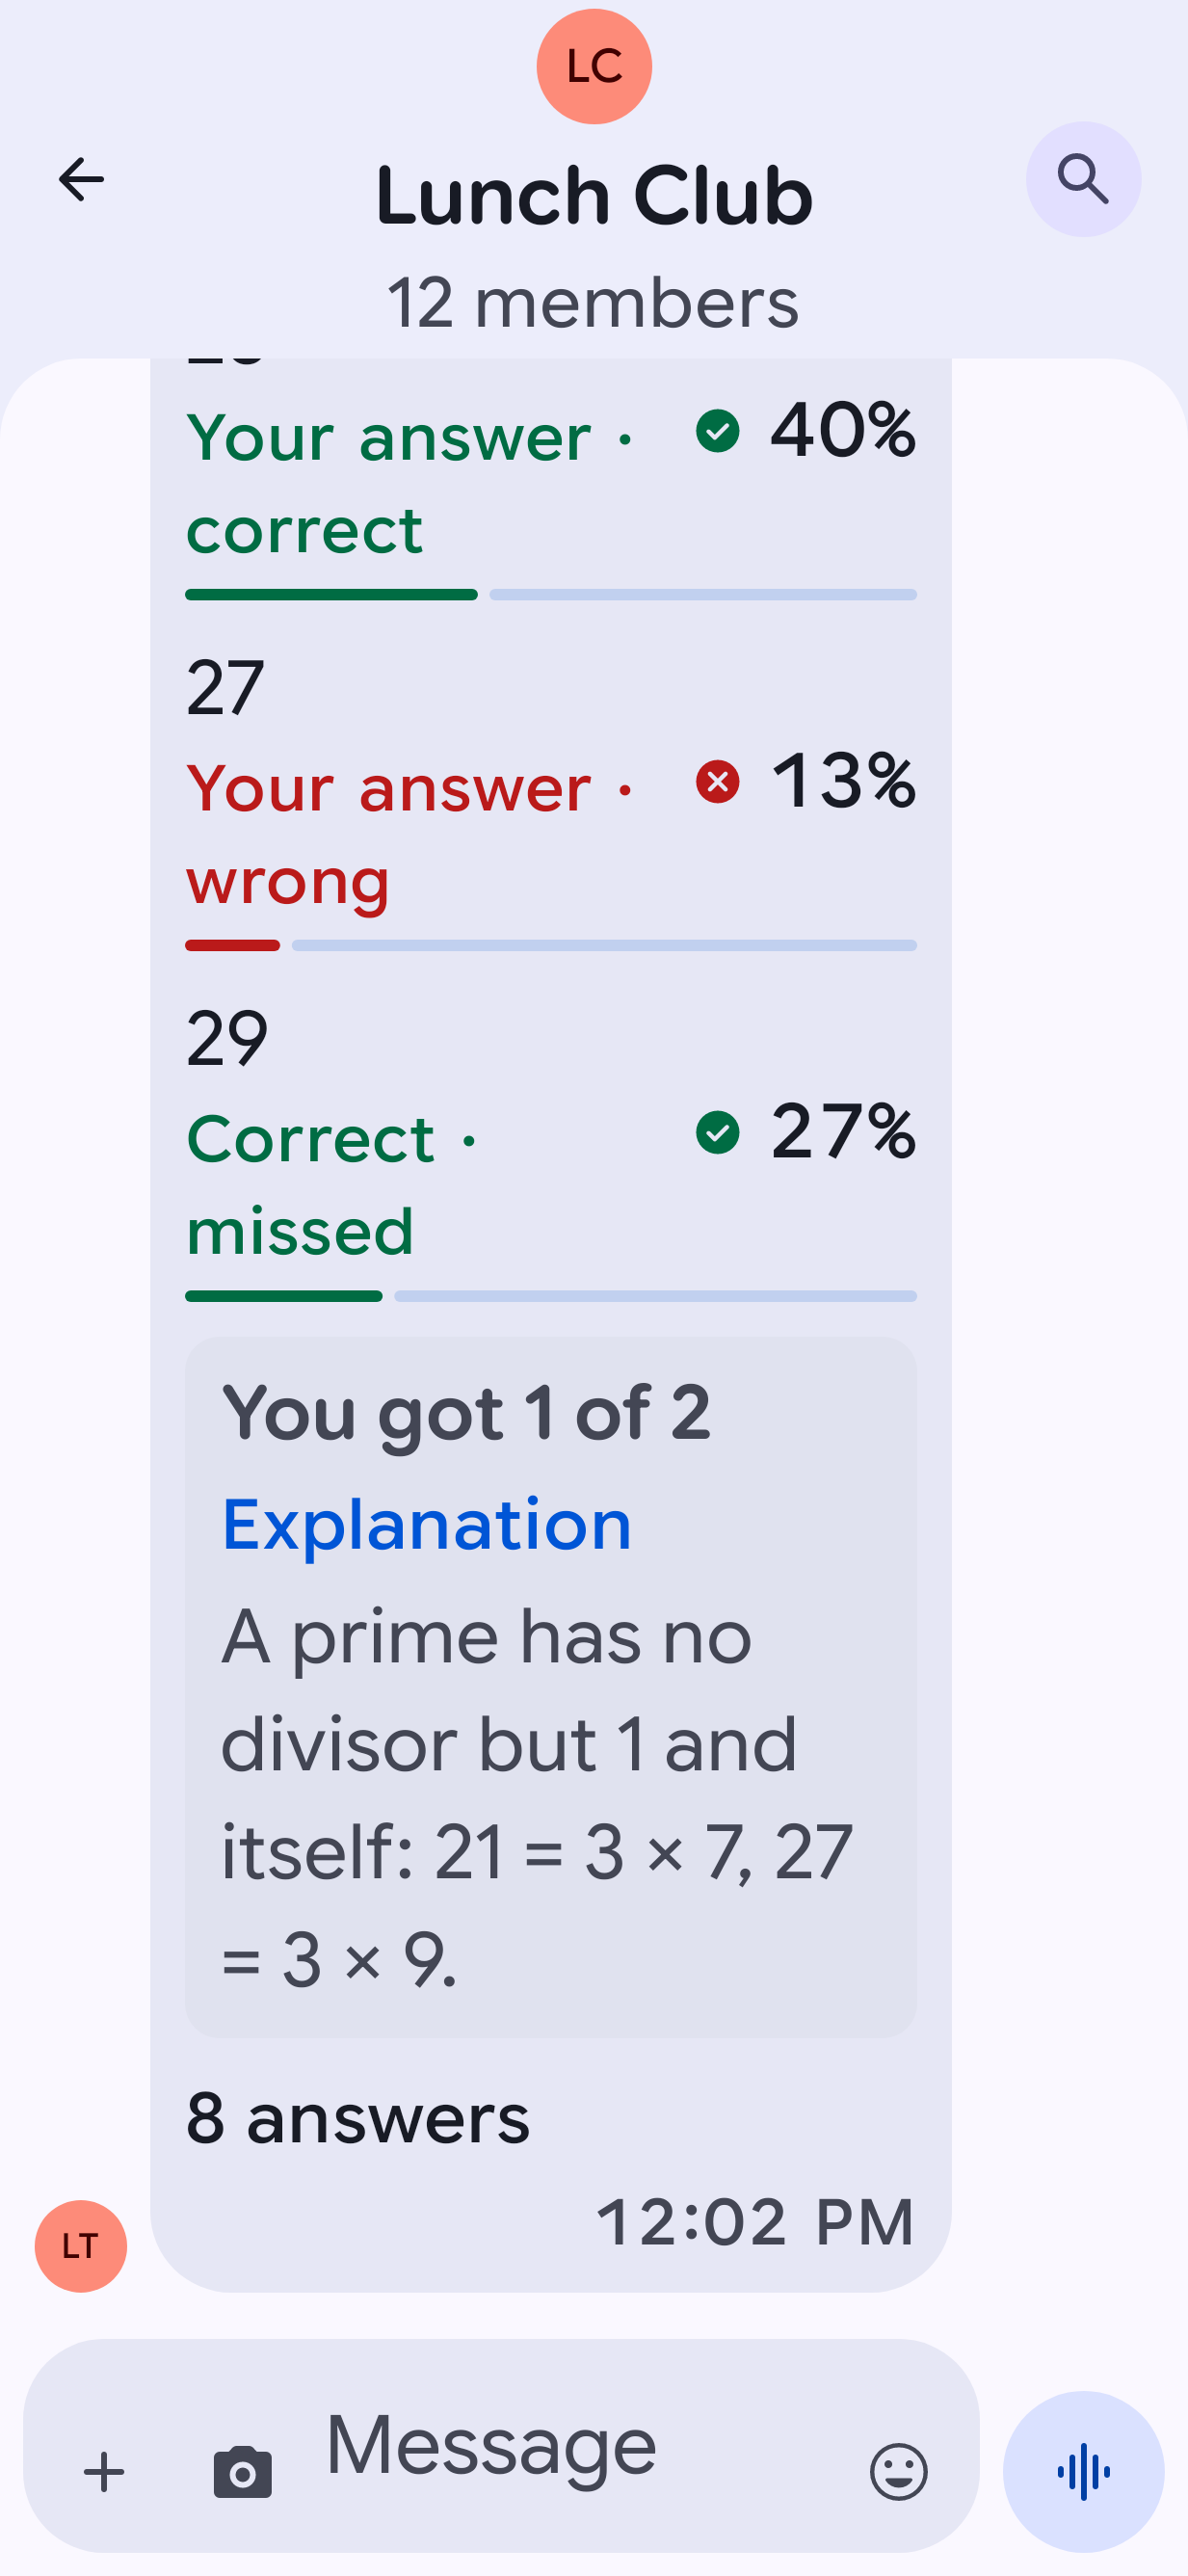 LC
Lunch Club
12 members
Your answer ·
correct
40%
27
Your answer ·
wrong
13%
29
Correct ·
missed
27%
You got 1 of 2
Explanation
A prime has no
divisor but 1 and
itself: 21 = 3 × 7, 27
= 3 × 9.
8 answers
12:02 PM
LT
Message